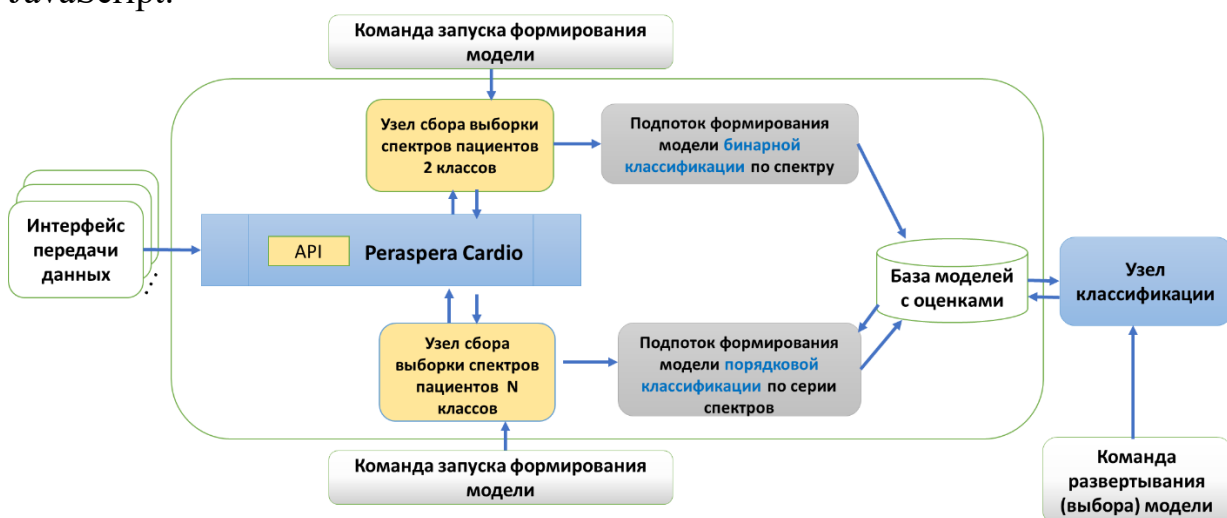 JavaScript.
Команда запуска формирования
модели
Узел сбора выборки
спектров пациентов
2 классов
Подпоток формирования
модели бинарной
классификации по спектру
Интерфейс
передачи
данных
API
Peraspera Cardio
База моделей
с оценками
Узел
классификации
Узел сбора
выборки спектров
пациентов N
классов
Подпоток формирования
модели порядковой
классификации по серии
спектров
Команда запуска формирования
модели
Команда
развертывания
(выбора) модели